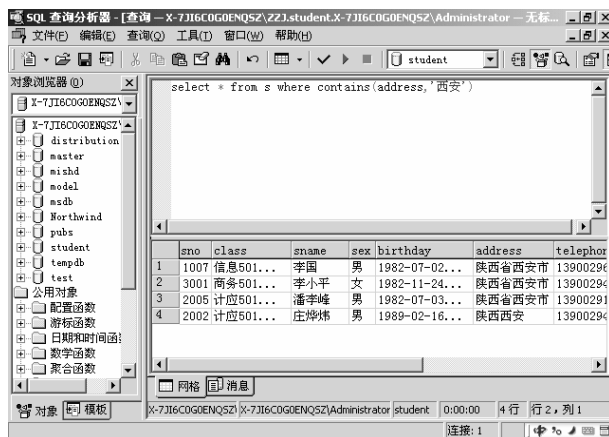 SQL 查询分析器 - [查询 — X-7JI6C0G0ENQSZ\ZZJ.student.X-7JI6C0G0ENQSZ\Administrator — 无标...
文件(F) 编辑(E) 查询(Q) 工具(T) 窗口(W) 帮助(H)
student
对象浏览器(O)
X-7JI6C0G0ENQSZ\
X-7JI6C0G0ENQSZ\
distribution
master
mishd
model
msdb
Northwind
pubs
student
tempdb
test
公用对象
配置函数
游标函数
日期和时间函
数学函数
聚合函数
对象 模板
select * from s where contains(address,'西安')
sno class sname sex birthday address telephon
1 1007 信息501... 李国 男 1982-07-02... 陕西省西安市 13900296
2 3001 商务501... 李小平 女 1982-11-24... 陕西省西安市 13900294
3 2005 计应501... 潘孝峰 男 1982-07-03... 陕西省西安市 13900291
4 2002 计应501... 庄烨炜 男 1989-02-16... 陕西西安 13900294
网格 消息
X-7JI6C0G0ENQSZ\ X-7JI6C0G0ENQSZ\Administrator student 0:00:00 4 行 行 2, 列 1
连接: 1
中